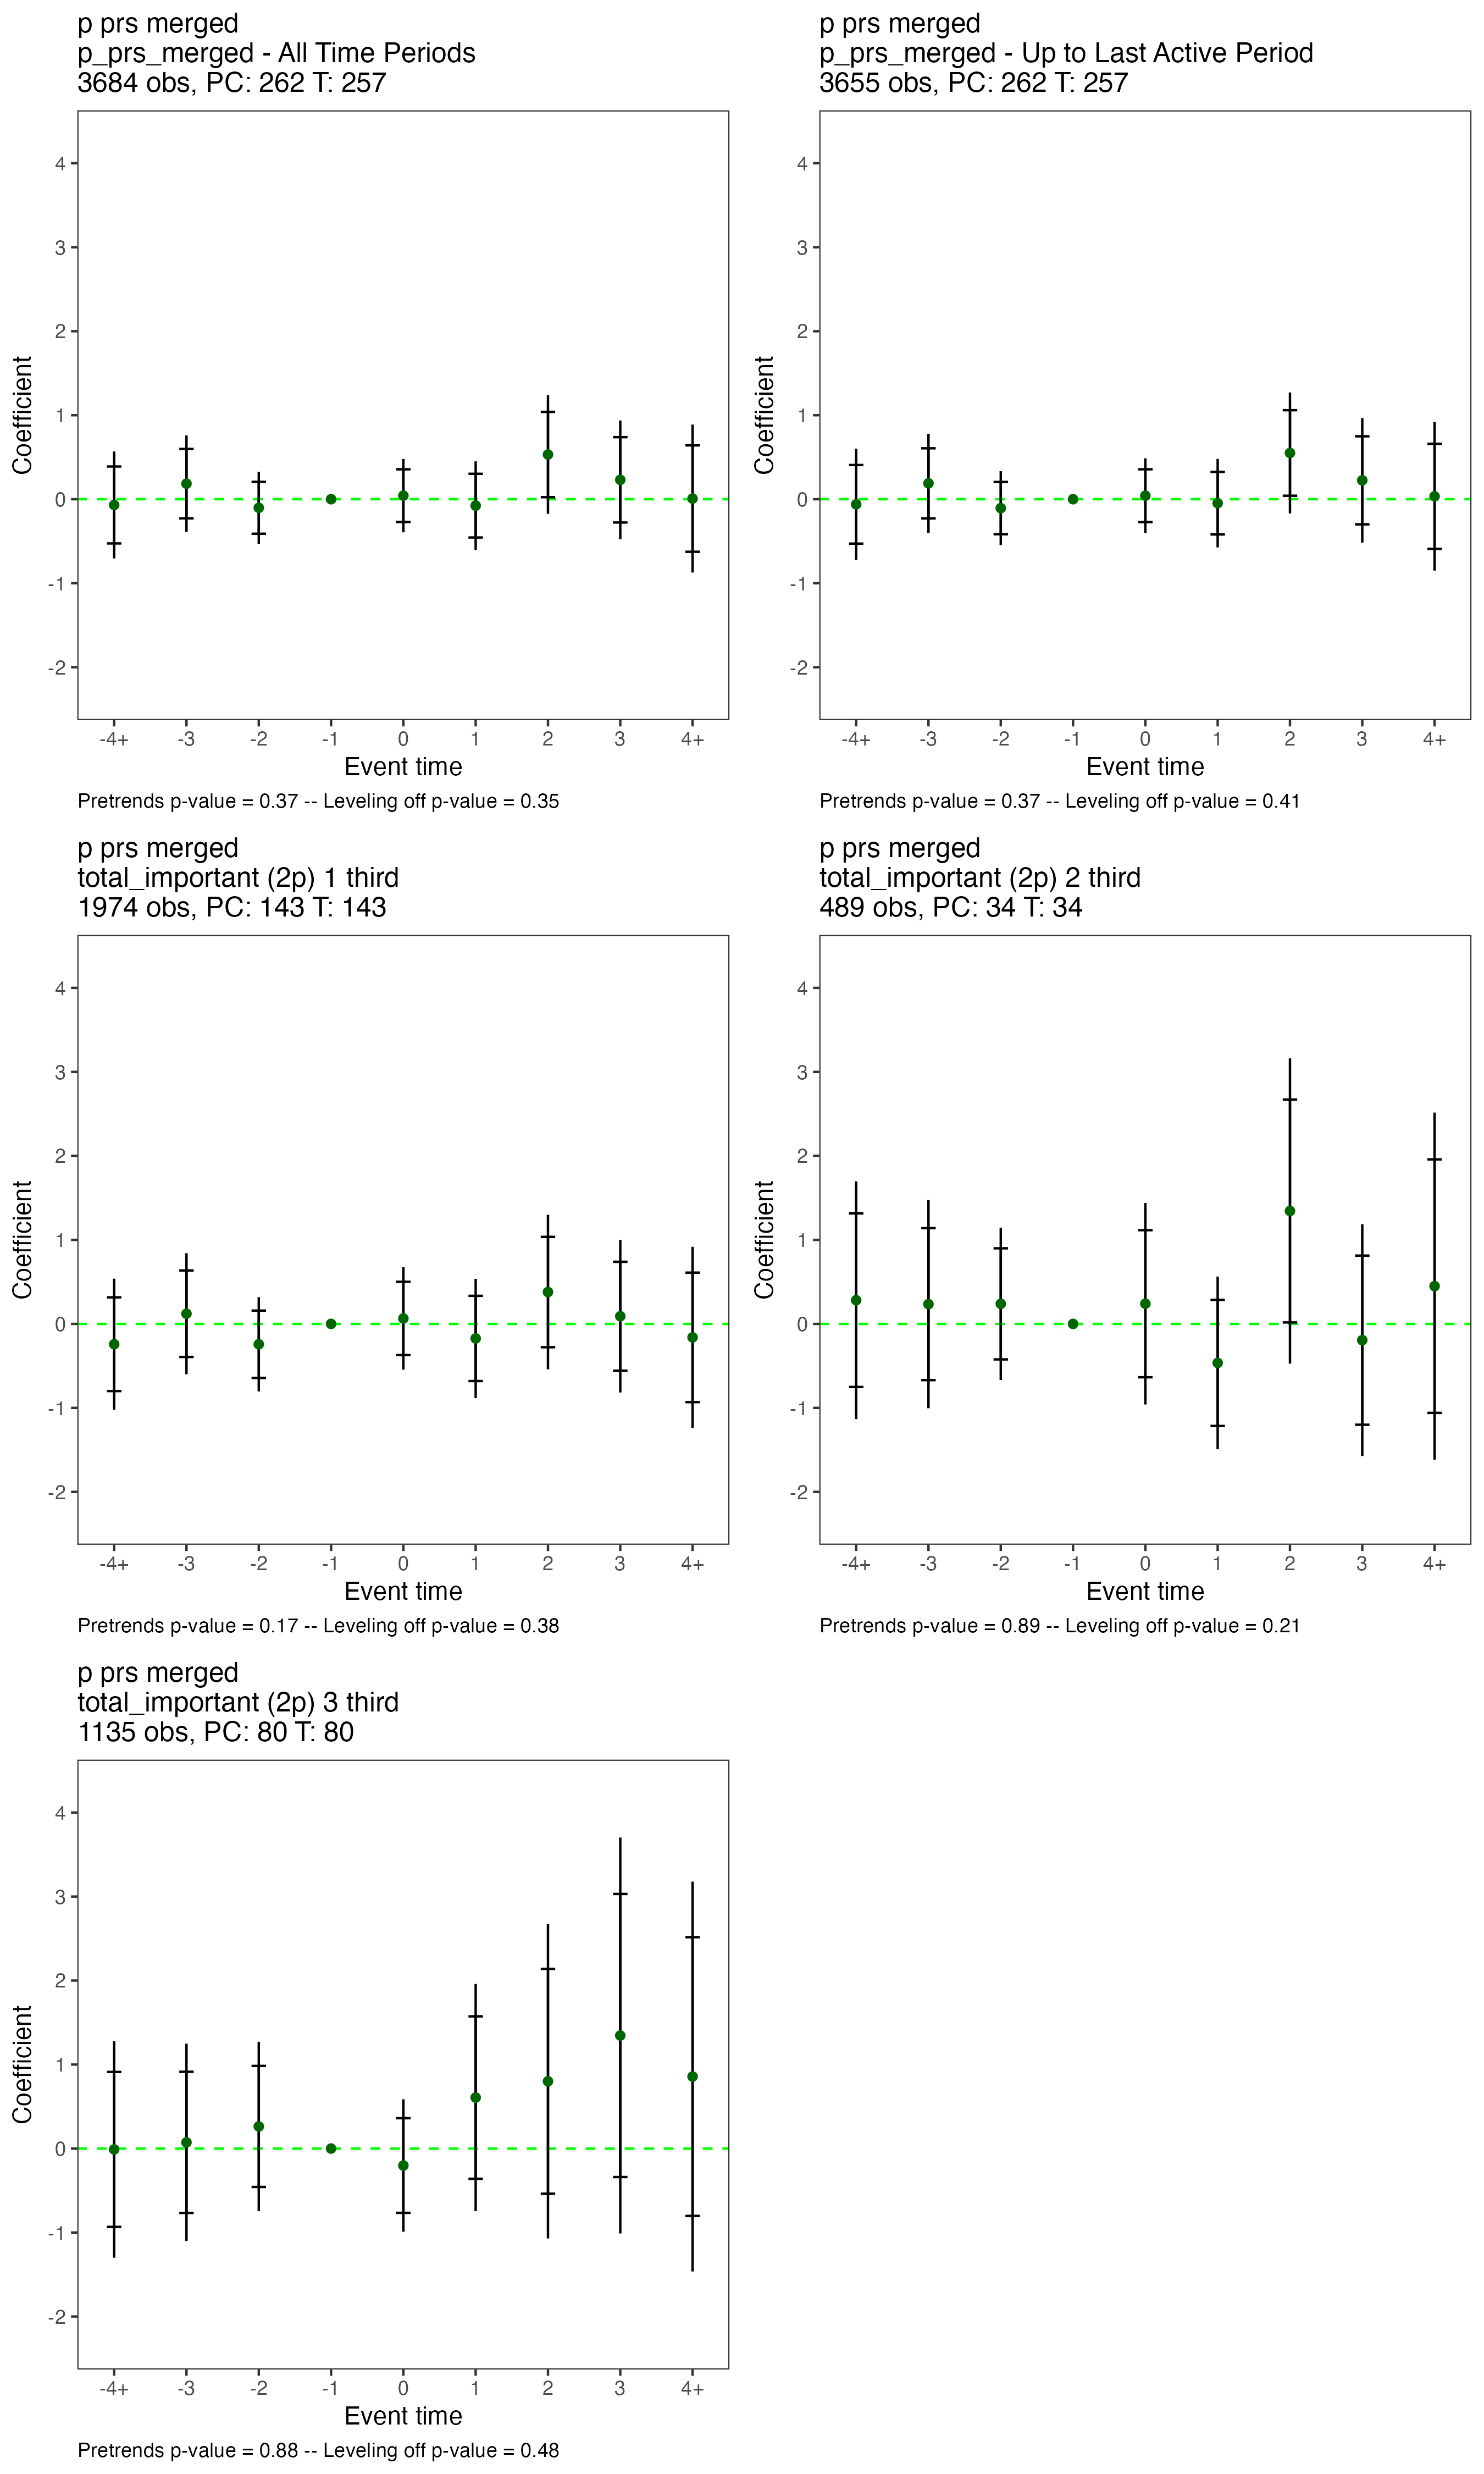 p prs merged
p_prs_merged - All Time Periods
3684 obs, PC: 262 T: 257
Coefficient
4
3
2
1
0
-1
-2
-4+ -3 -2 -1 0 1 2 3 4+
Event time
Pretrends p-value = 0.37 -- Leveling off p-value = 0.35
p prs merged
p_prs_merged - Up to Last Active Period
3655 obs, PC: 262 T: 257
Coefficient
4
3
2
1
0
-1
-2
-4+ -3 -2 -1 0 1 2 3 4+
Event time
Pretrends p-value = 0.37 -- Leveling off p-value = 0.41
p prs merged
total_important (2p) 1 third
1974 obs, PC: 143 T: 143
Coefficient
4
3
2
1
0
-1
-2
-4+ -3 -2 -1 0 1 2 3 4+
Event time
Pretrends p-value = 0.17 -- Leveling off p-value = 0.38
p prs merged
total_important (2p) 2 third
489 obs, PC: 34 T: 34
Coefficient
4
3
2
1
0
-1
-2
-4+ -3 -2 -1 0 1 2 3 4+
Event time
Pretrends p-value = 0.89 -- Leveling off p-value = 0.21
p prs merged
total_important (2p) 3 third
1135 obs, PC: 80 T: 80
Coefficient
4
3
2
1
0
-1
-2
-4+ -3 -2 -1 0 1 2 3 4+
Event time
Pretrends p-value = 0.88 -- Leveling off p-value = 0.48